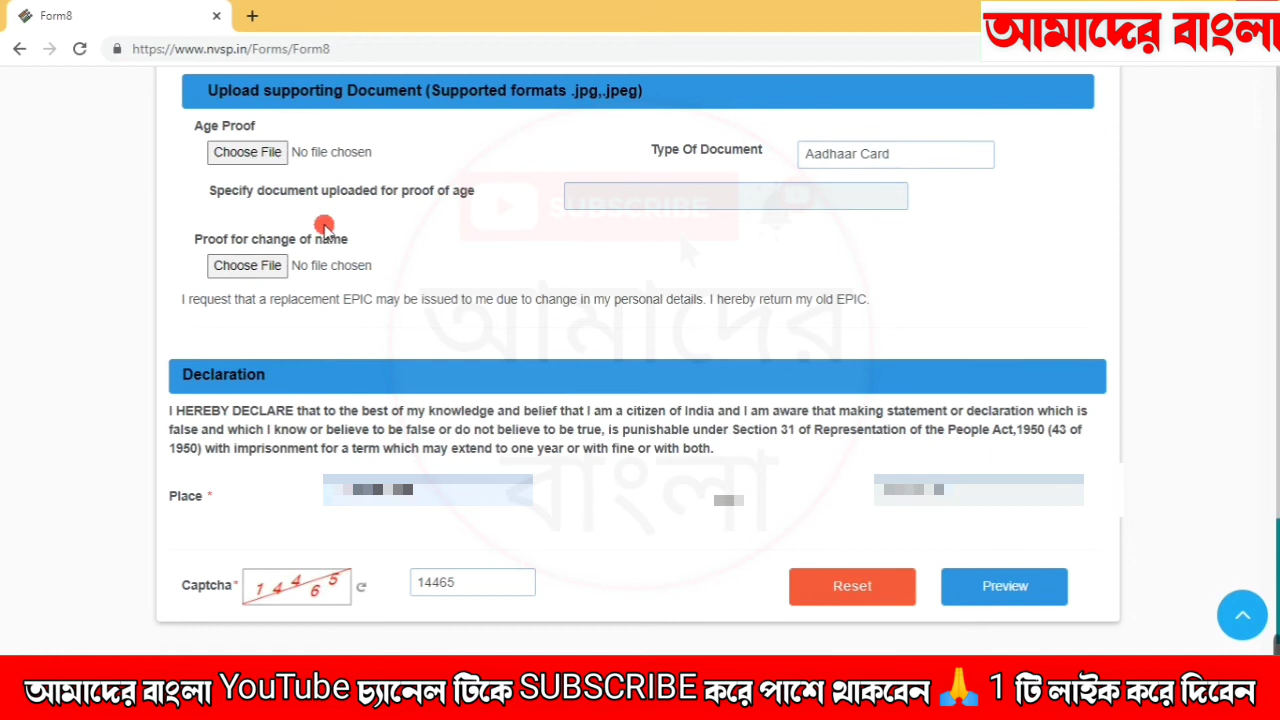 Form8
আমাদের বাংলা
https://www.nvsp.in/Forms/Form8
Upload supporting Document (Supported formats .jpg,.jpeg)
Age Proof
Choose File No file chosen
Type Of Document
Aadhaar Card
Specify document uploaded for proof of age
SUBSCRIBE
Proof for change of name
Choose File No file chosen
I request that a replacement EPIC may be issued to me due to change in my personal details. I hereby return my old EPIC.
আমাদের
বাংলা
Declaration
I HEREBY DECLARE that to the best of my knowledge and belief that I am a citizen of India and I am aware that making statement or declaration which is
false and which I know or believe to be false or do not believe to be true, is punishable under Section 31 of Representation of the People Act,1950 (43 of
1950) with imprisonment for a term which may extend to one year or with fine or with both.
Place *
Captcha* 14465
14465
Reset
Preview
আমাদের বাংলা YouTube চ্যানেল টিকে SUBSCRIBE করে পাশে থাকবেন 🙏 1 টি লাইক করে দিবেন